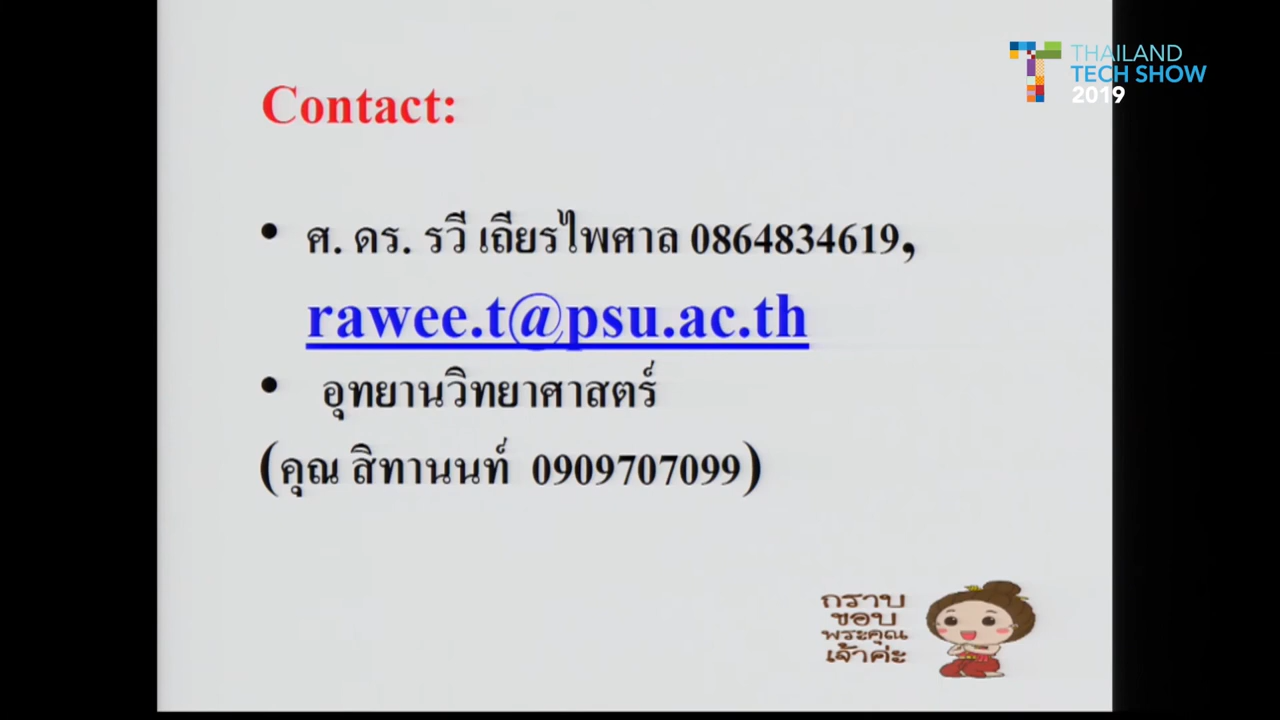 THAILAND
TECH SHOW
2019
Contact:
• ศ. ดร. รวี เถียรไพศาล 0864834619,
rawee.t@psu.ac.th
• อุทยานวิทยาศาสตร์
(คุณ สิทานนท์ 0909707099)
กราบ
ขอบ
พระคุณ
เจ้าค่ะ